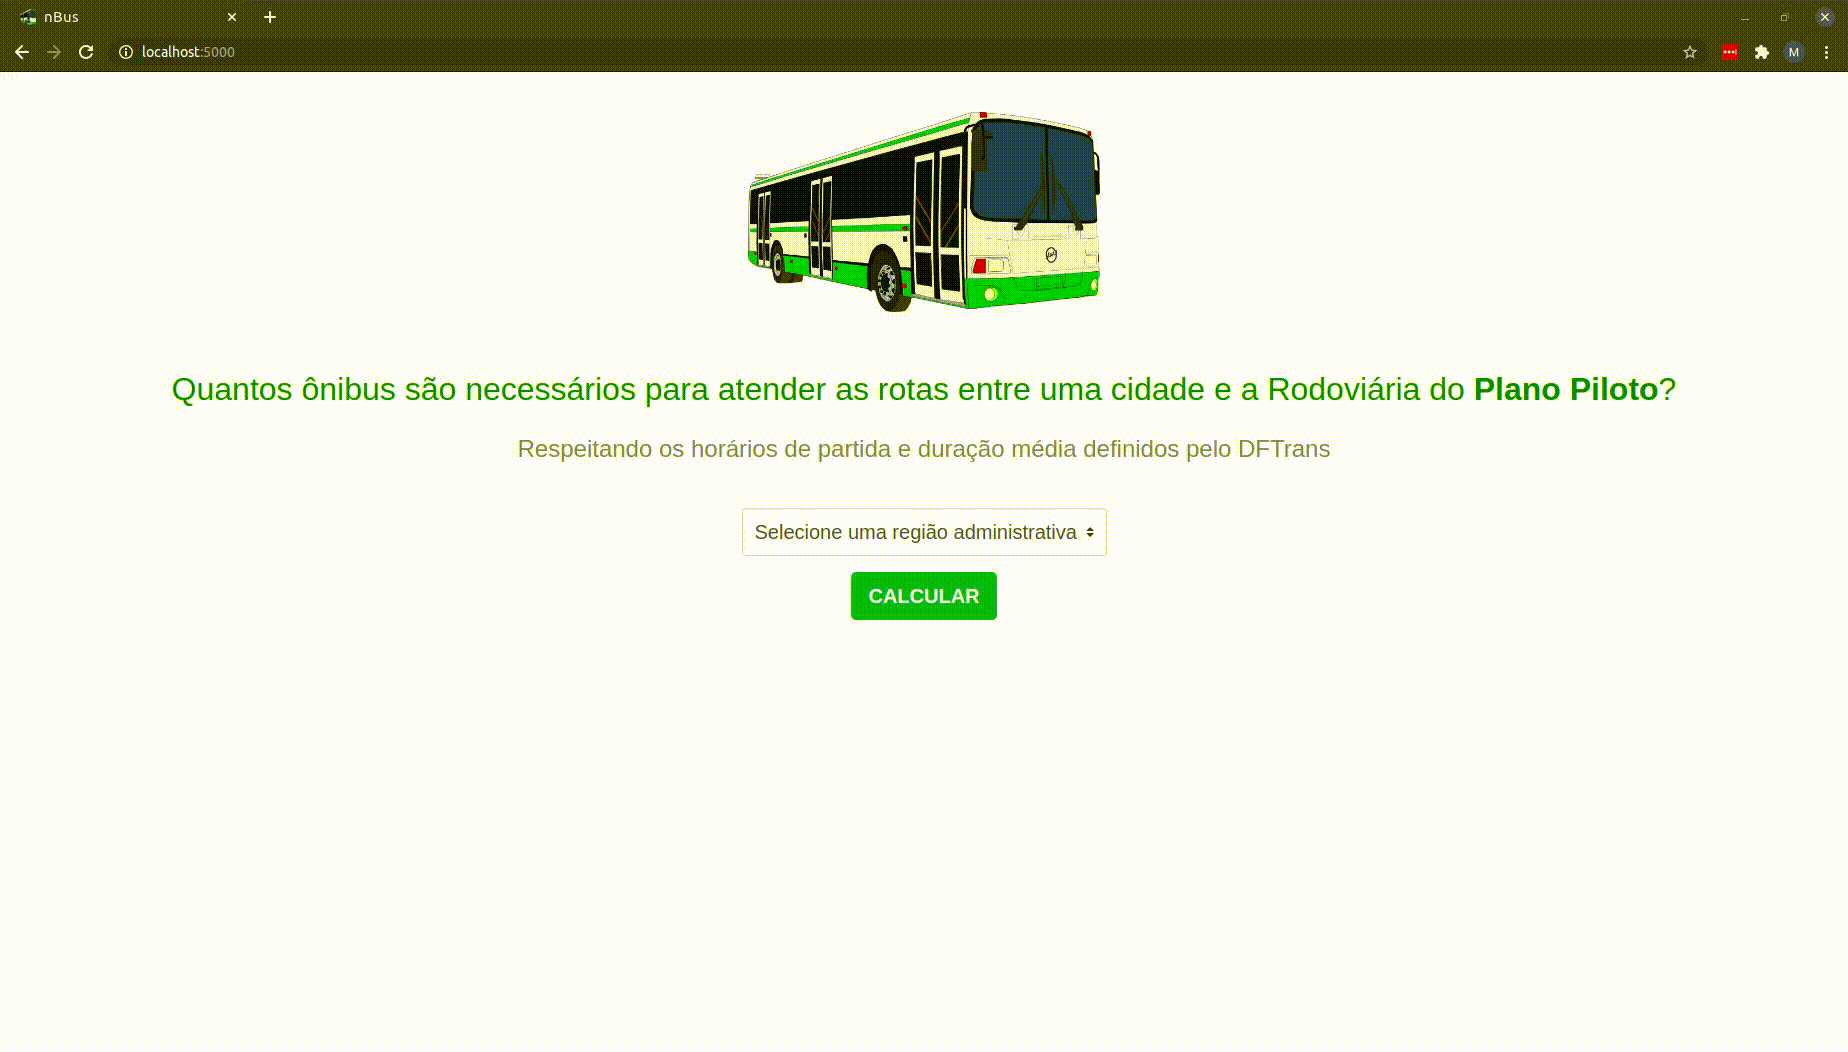 nBus
localhost:5000
M
Quantos ônibus são necessários para atender as rotas entre uma cidade e a Rodoviária do Plano Piloto?
Respeitando os horários de partida e duração média definidos pelo DFTrans
Selecione uma região administrativa
CALCULAR